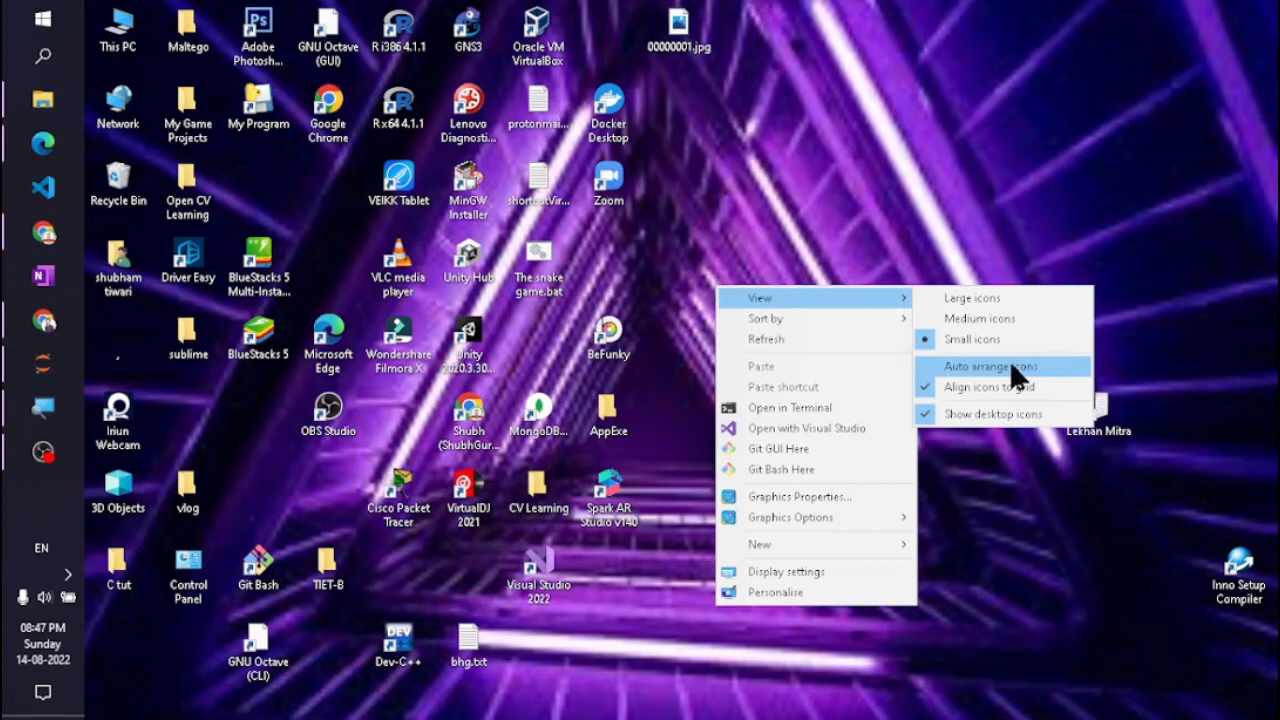 This PC
Maltego
Adobe
Photosh...
GNU Octave
(GUI)
R i386 4.1.1
GNS3
Oracle VM
VirtualBox
00000001.jpg
Network
My Game
Projects
My Program
Google
Chrome
R x64 4.1.1
Lenovo
Diagnosti...
protonmai...
Docker
Desktop
Recycle Bin
Open CV
Learning
VEIKK Tablet
MinGW
Installer
shortcutVir...
Zoom
shubham
tiwari
Driver Easy
BlueStacks 5
Multi-Insta...
VLC media
player
Unity Hub
The snake
game.bat
sublime
BlueStacks 5
Microsoft
Edge
Wondershare
Filmora X
Unity
2020.3.30...
BeFunky
Iriun
Webcam
OBS Studio
Shubh
(ShubhGur...
MongoDB...
AppExe
3D Objects
vlog
Cisco Packet
Tracer
VirtualDJ
2021
CV Learning
Spark AR
Studio v140
C tut
Control
Panel
Git Bash
TIET-B
Visual Studio
2022
GNU Octave
(CLI)
Dev-C++
bhg.txt
View
Sort by
Refresh
Paste
Paste shortcut
Open in Terminal
Open with Visual Studio
Git GUI Here
Git Bash Here
Graphics Properties...
Graphics Options
New
Display settings
Personalise
Large icons
Medium icons
Small icons
Auto arrange icons
Align icons to grid
Show desktop icons
Lekhan Mitra
Inno Setup
Compiler
EN
08:47 PM
Sunday
14-08-2022
Ps
DEV
N